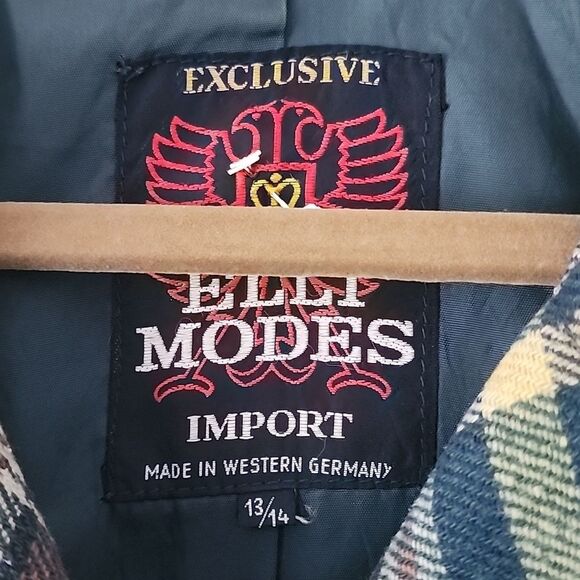 EXCLUSIVE
MODES
IMPORT
MADE IN WESTERN GERMANY
13/14